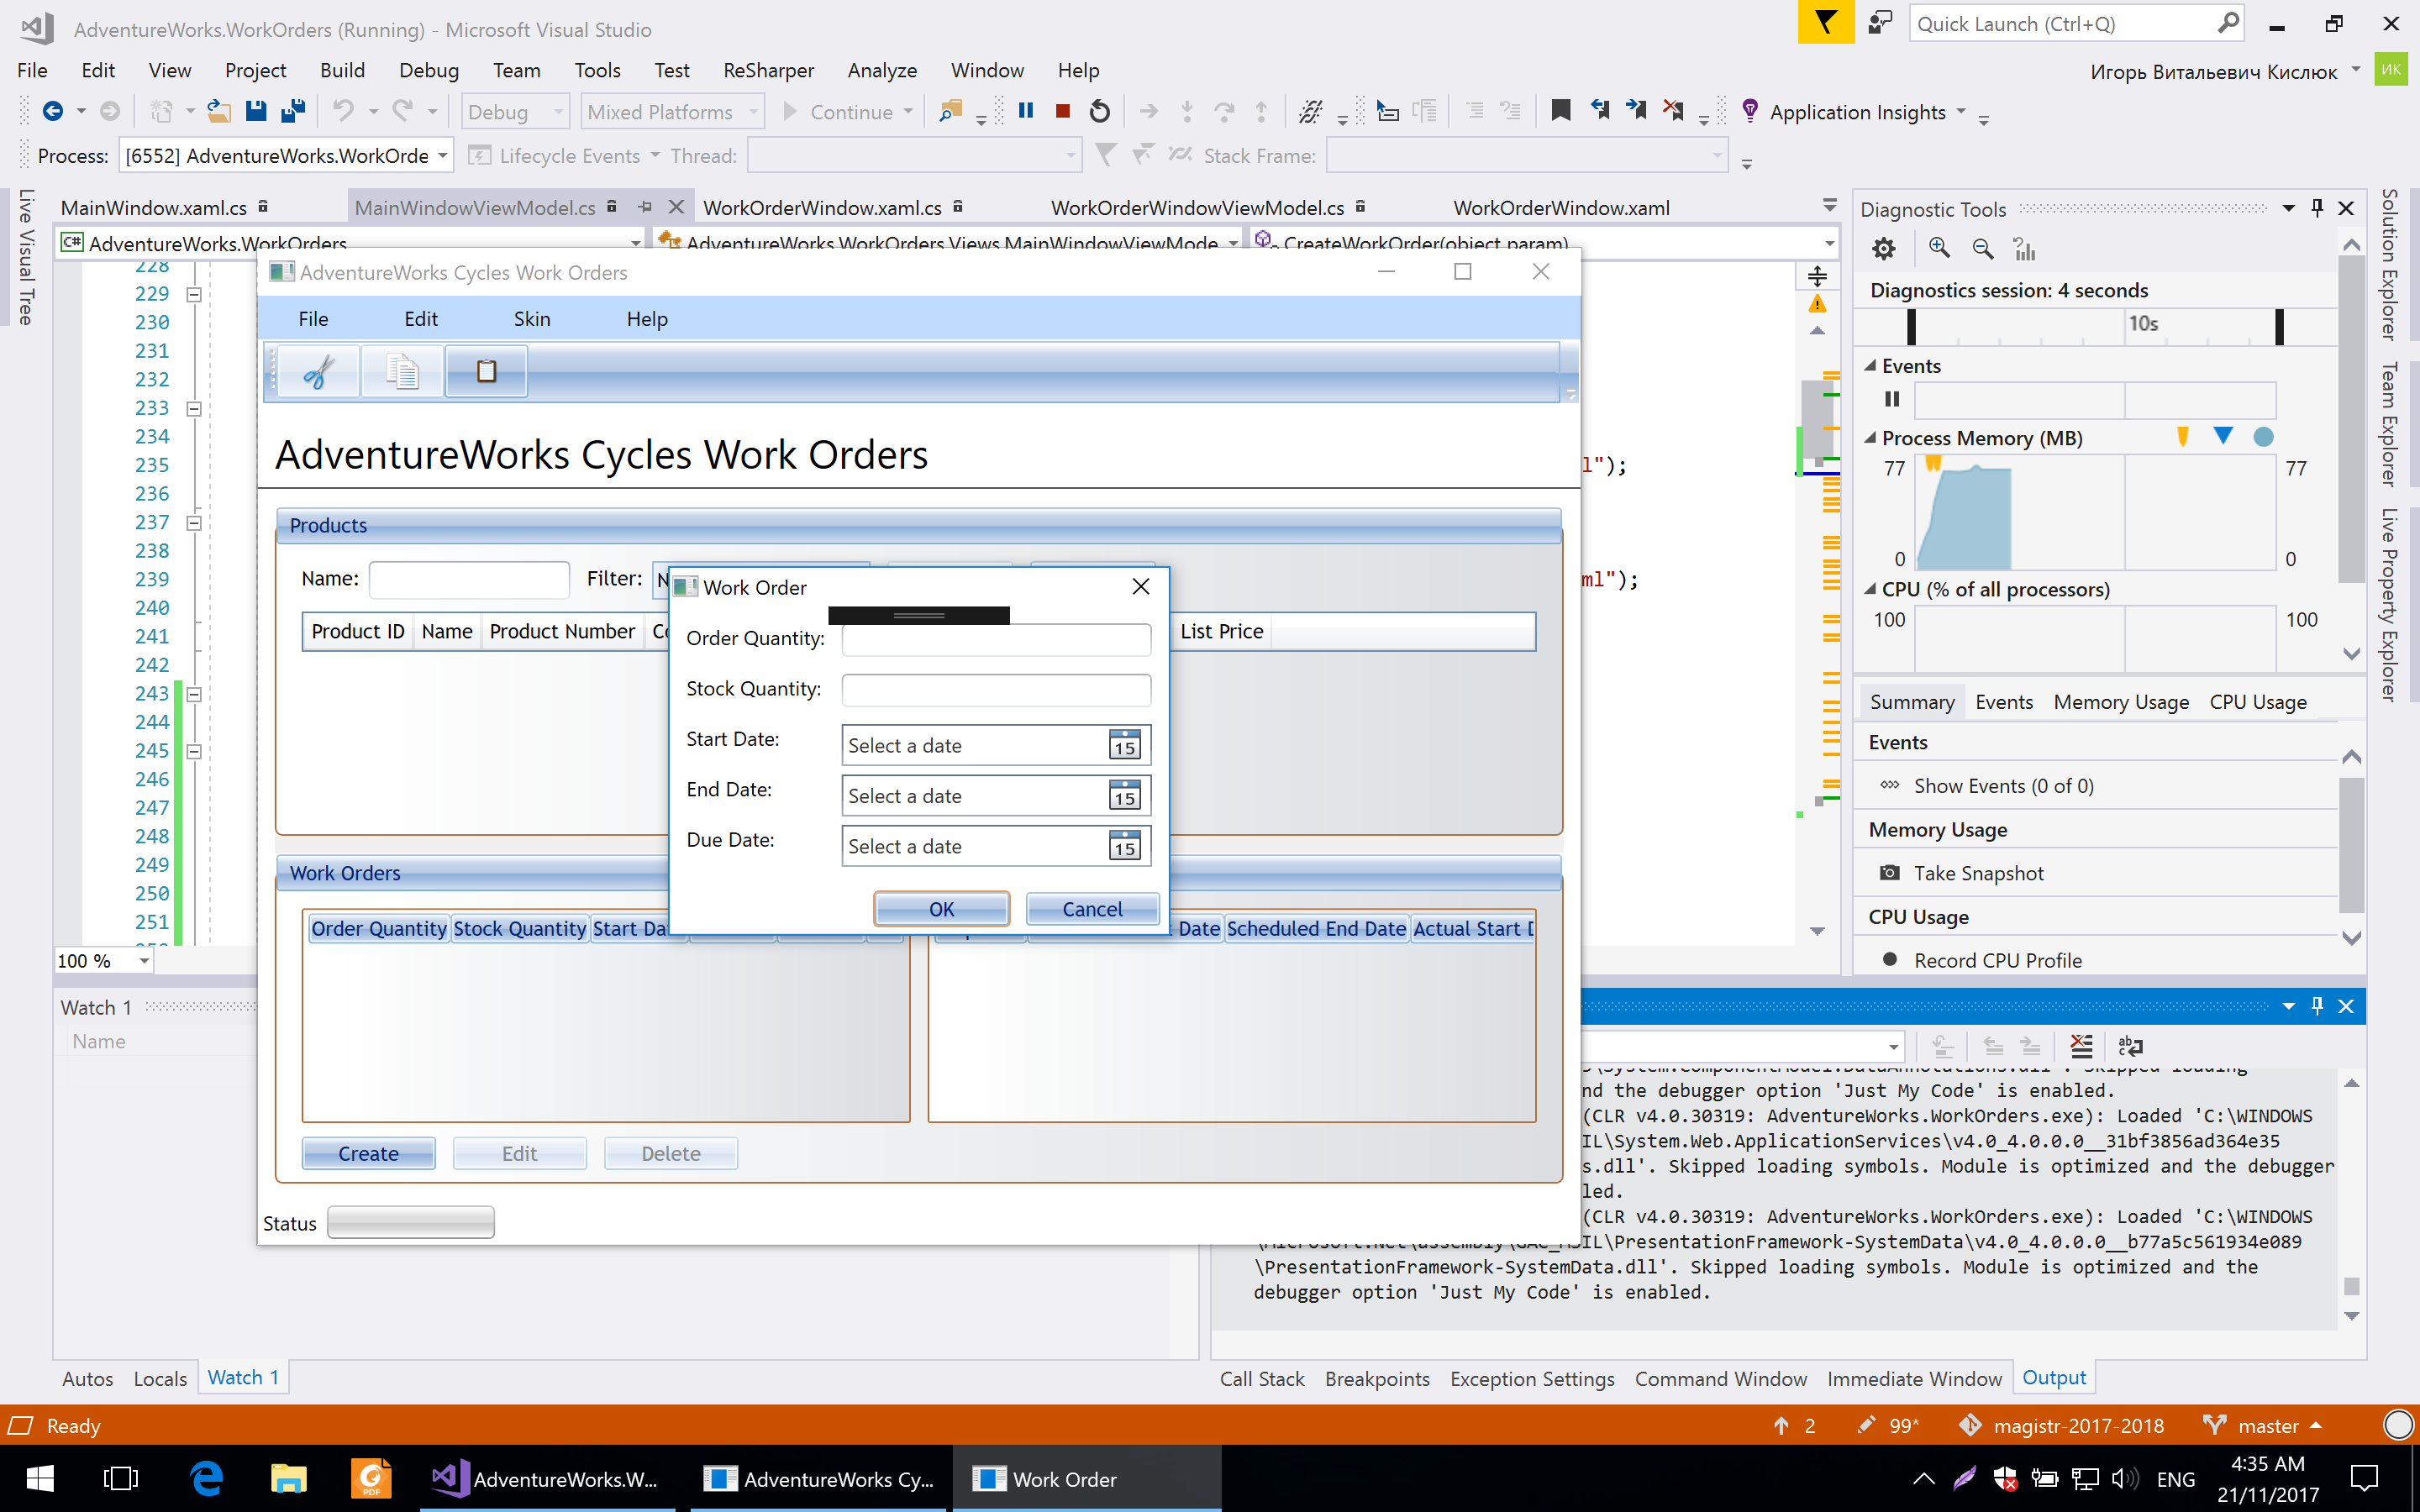 AdventureWorks.WorkOrders (Running) - Microsoft Visual Studio
Quick Launch (Ctrl+Q)
File Edit View Project Build Debug Team Tools Test ReSharper Analyze Window Help
Игорь Витальевич Кислюк
ИК
Debug Mixed Platforms Continue Application Insights
Process: [6552] AdventureWorks.WorkOrde Lifecycle Events Thread: Stack Frame:
MainWindow.xaml.cs MainWindowViewModel.cs WorkOrderWindow.xaml.cs WorkOrderWindowViewModel.cs WorkOrderWindow.xaml
C# AdventureWorks.WorkOrders AdventureWorks.WorkOrders.Views.MainWindowViewMode CreateWorkOrder(object param)
Live Visual Tree
228
229
230
231
232
233
234
235
236
237
238
239
240
241
242
243
244
245
246
247
248
249
250
251
l");
ml");
100 %
AdventureWorks Cycles Work Orders
File Edit Skin Help
AdventureWorks Cycles Work Orders
Products
Name: Filter: N
Product ID Name Product Number Co List Price
Work Order
Order Quantity:
Stock Quantity:
Start Date: Select a date 15
End Date: Select a date 15
Due Date: Select a date 15
OK Cancel
Work Orders
Order Quantity Stock Quantity Start Da
Date Scheduled End Date Actual Start D
Create Edit Delete
Status
Diagnostic Tools
Diagnostics session: 4 seconds
10s
Events
Process Memory (MB)
77 77
0 0
CPU (% of all processors)
100 100
Summary Events Memory Usage CPU Usage
Events
Show Events (0 of 0)
Memory Usage
Take Snapshot
CPU Usage
Record CPU Profile
Solution Explorer
Team Explorer
Live Property Explorer
Watch 1
Name
\System.ComponentModel.DataAnnotations.dll'. Skipped loading
nd the debugger option 'Just My Code' is enabled.
(CLR v4.0.30319: AdventureWorks.WorkOrders.exe): Loaded 'C:\WINDOWS
IL\System.Web.ApplicationServices\v4.0_4.0.0.0__31bf3856ad364e35
s.dll'. Skipped loading symbols. Module is optimized and the debugger
led.
(CLR v4.0.30319: AdventureWorks.WorkOrders.exe): Loaded 'C:\WINDOWS
\Microsoft.Net\assembly\GAC_MSIL\PresentationFramework-SystemData\v4.0_4.0.0.0__b77a5c561934e089
\PresentationFramework-SystemData.dll'. Skipped loading symbols. Module is optimized and the
debugger option 'Just My Code' is enabled.
Autos Locals Watch 1
Call Stack Breakpoints Exception Settings Command Window Immediate Window Output
Ready
2 99* magistr-2017-2018 master
PDF
AdventureWorks.W... AdventureWorks Cy... Work Order
ENG
4:35 AM
21/11/2017